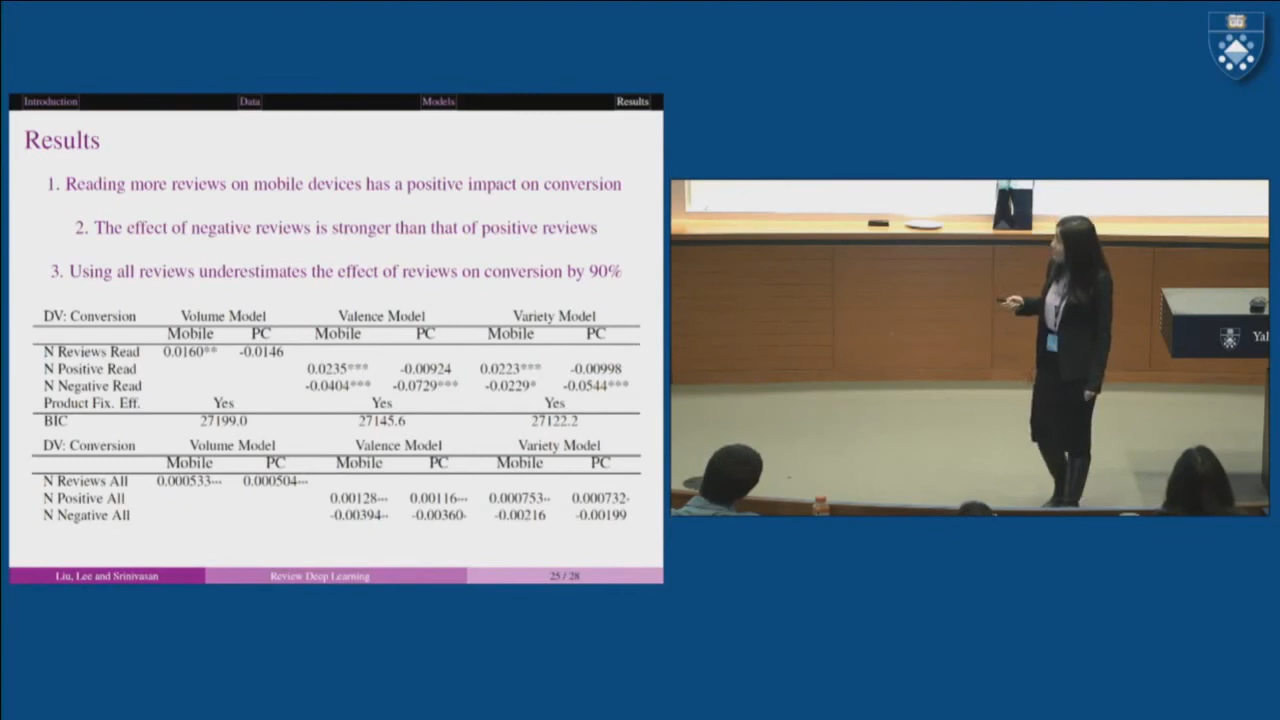 Introduction Data Models Results
Results
1. Reading more reviews on mobile devices has a positive impact on conversion
2. The effect of negative reviews is stronger than that of positive reviews
3. Using all reviews underestimates the effect of reviews on conversion by 90%
DV: Conversion Volume Model Valence Model Variety Model
Mobile PC Mobile PC Mobile PC
N Reviews Read 0.0160** -0.0146
N Positive Read 0.0235*** -0.00924 0.0223*** -0.00998
N Negative Read -0.0404*** -0.0729*** -0.0229* -0.0544***
Product Fix. Eff. Yes Yes Yes
BIC 27199.0 27145.6 27122.2
DV: Conversion Volume Model Valence Model Variety Model
Mobile PC Mobile PC Mobile PC
N Reviews All 0.000533*** 0.000504***
N Positive All 0.00128*** 0.00116*** 0.000753** 0.000732*
N Negative All -0.00394** -0.00360* -0.00216 -0.00199
Liu, Lee and Srinivasan Review Deep Learning 25 / 28
Yal